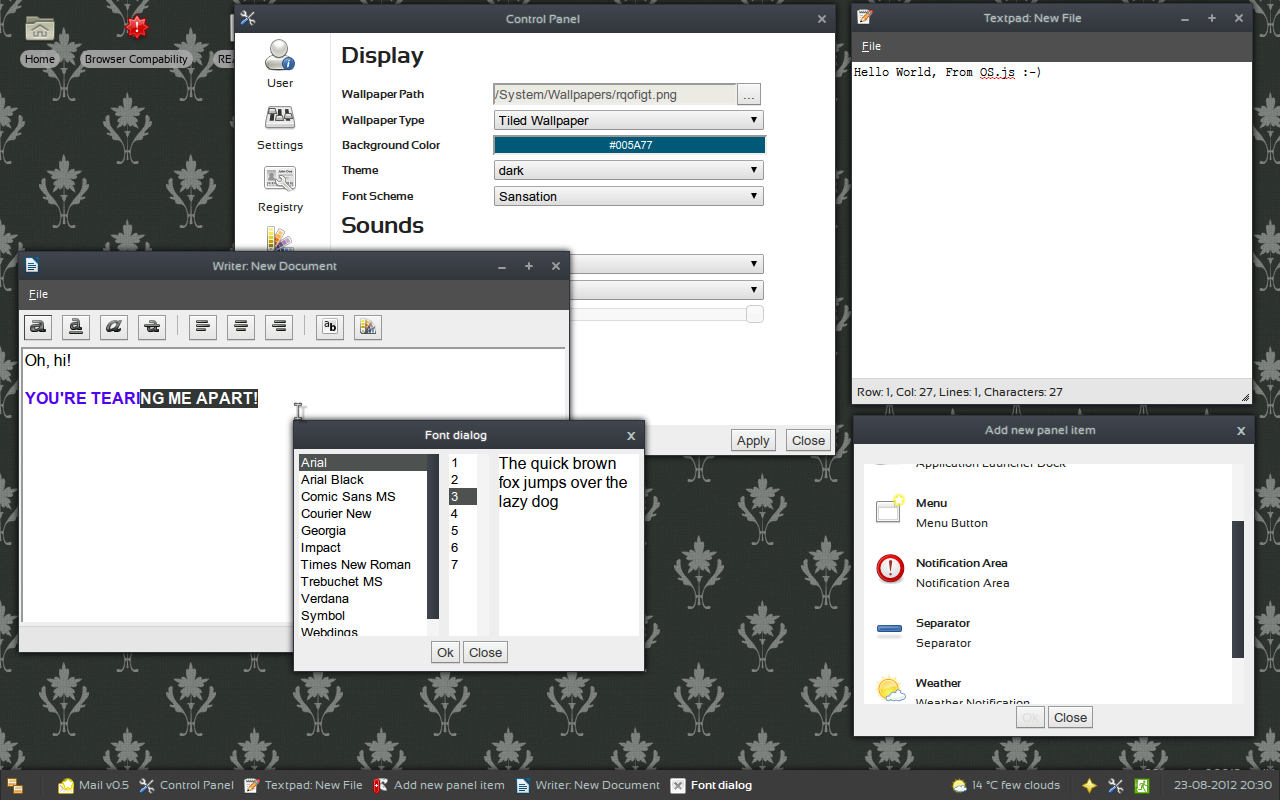 Home
Browser Compability
REA
Control Panel
User
Settings
Registry
Display
Wallpaper Path
/System/Wallpapers/rqofigt.png
...
Wallpaper Type
Tiled Wallpaper
Background Color
#005A77
Theme
dark
Font Scheme
Sansation
Sounds
Apply
Close
Textpad: New File
File
Hello World, From OS.js :-)
Row: 1, Col: 27, Lines: 1, Characters: 27
Writer: New Document
File
Oh, hi!
YOU'RE TEARING ME APART!
Font dialog
Arial
Arial Black
Comic Sans MS
Courier New
Georgia
Impact
Times New Roman
Trebuchet MS
Verdana
Symbol
Webdings
1
2
3
4
5
6
7
The quick brown
fox jumps over the
lazy dog
Ok
Close
Add new panel item
Application Launcher Dock
Menu
Menu Button
Notification Area
Notification Area
Separator
Separator
Weather
Weather Notification
Ok
Close
Mail v0.5
Control Panel
Textpad: New File
Add new panel item
Writer: New Document
Font dialog
14 °C few clouds
23-08-2012 20:30